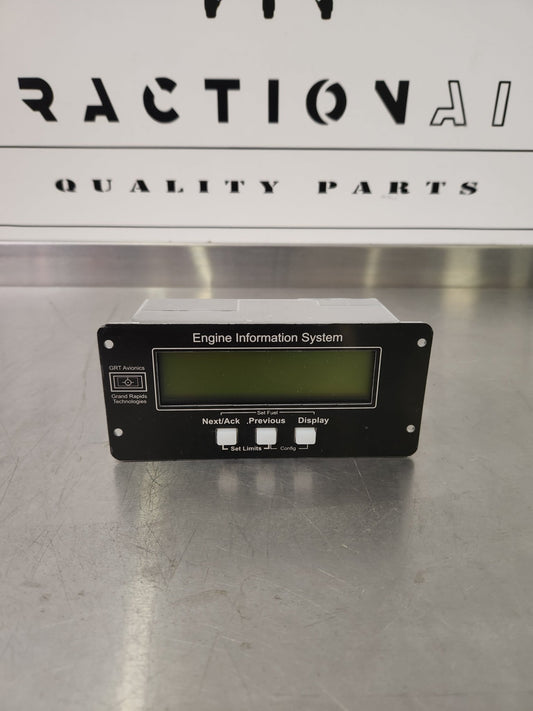 RACTIONAI
QUALITY PARTS
Engine Information System
GRT Avionics
Grand Rapids
Technologies
Set Fuel
Next/Ack .Previous Display
Set Limits Config